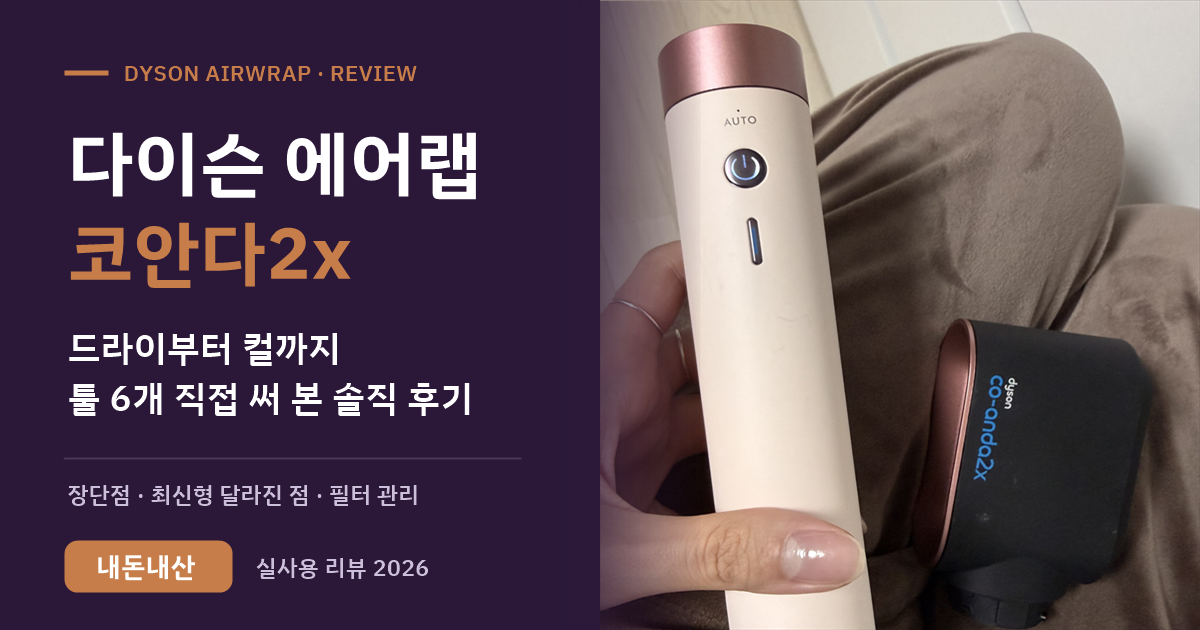 DYSON AIRWRAP · REVIEW
다이슨 에어랩
코안다2x
드라이부터 컬까지
툴 6개 직접 써 본 솔직 후기
장단점 · 최신형 달라진 점 · 필터 관리
내돈내산
실사용 리뷰 2026
AUTO
dyson
co-anda2x